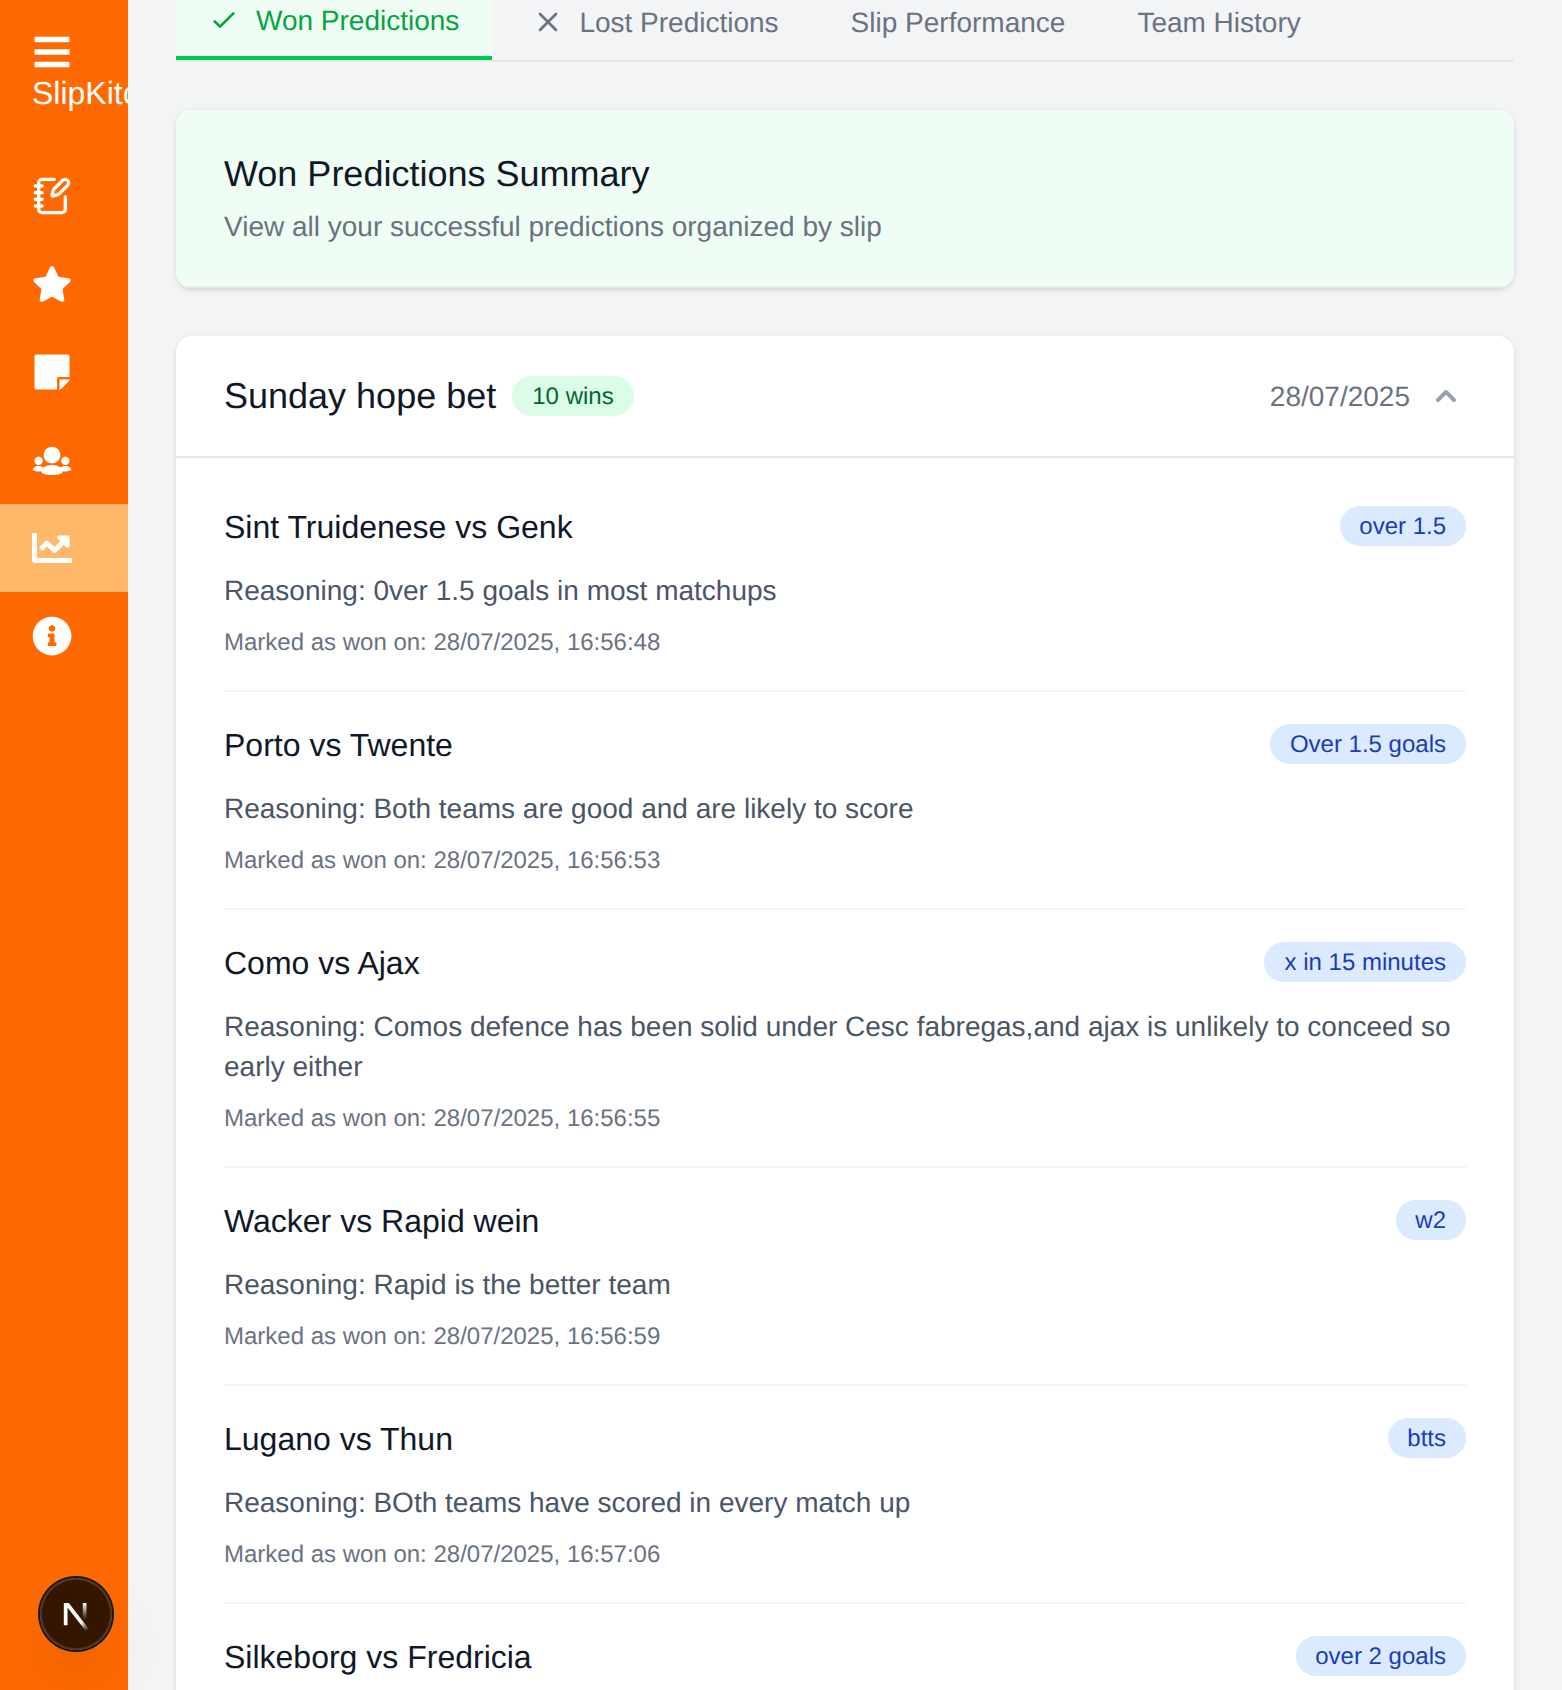 SlipKitc
Won Predictions
Lost Predictions
Slip Performance
Team History
Won Predictions Summary
View all your successful predictions organized by slip
Sunday hope bet
10 wins
28/07/2025
Sint Truidenese vs Genk
over 1.5
Reasoning: 0ver 1.5 goals in most matchups
Marked as won on: 28/07/2025, 16:56:48
Porto vs Twente
Over 1.5 goals
Reasoning: Both teams are good and are likely to score
Marked as won on: 28/07/2025, 16:56:53
Como vs Ajax
x in 15 minutes
Reasoning: Comos defence has been solid under Cesc fabregas,and ajax is unlikely to conceed so
early either
Marked as won on: 28/07/2025, 16:56:55
Wacker vs Rapid wein
w2
Reasoning: Rapid is the better team
Marked as won on: 28/07/2025, 16:56:59
Lugano vs Thun
btts
Reasoning: BOth teams have scored in every match up
Marked as won on: 28/07/2025, 16:57:06
Silkeborg vs Fredricia
over 2 goals
N